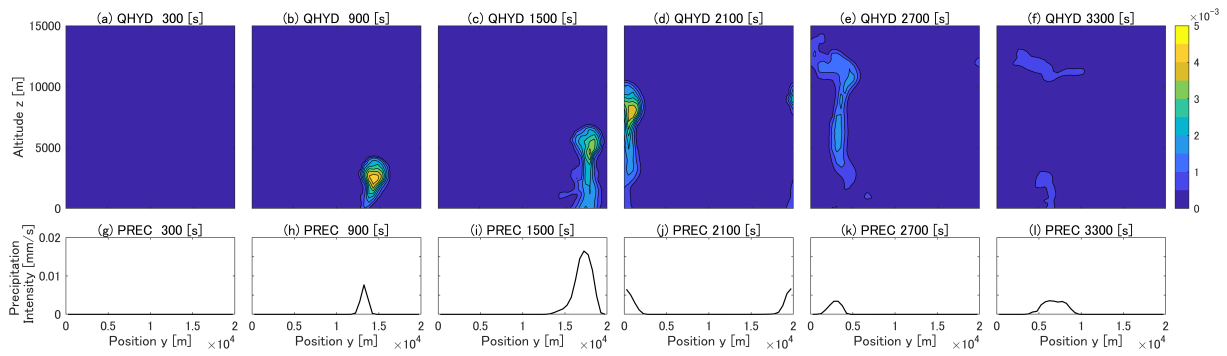 (a) QHYD 300 [s] (b) QHYD 900 [s] (c) QHYD 1500 [s] (d) QHYD 2100 [s] (e) QHYD 2700 [s] (f) QHYD 3300 [s]
×10⁻³
15000
10000
5000
0
Altitude z [m]
5
4
3
2
1
0
(g) PREC 300 [s] (h) PREC 900 [s] (i) PREC 1500 [s] (j) PREC 2100 [s] (k) PREC 2700 [s] (l) PREC 3300 [s]
Precipitation
Intensity [mm/s]
0.02
0.01
0
0 0.5 1 1.5 2 0 0.5 1 1.5 2 0 0.5 1 1.5 2 0 0.5 1 1.5 2 0 0.5 1 1.5 2 0 0.5 1 1.5 2
Position y [m] ×10⁴ Position y [m] ×10⁴ Position y [m] ×10⁴ Position y [m] ×10⁴ Position y [m] ×10⁴ Position y [m] ×10⁴